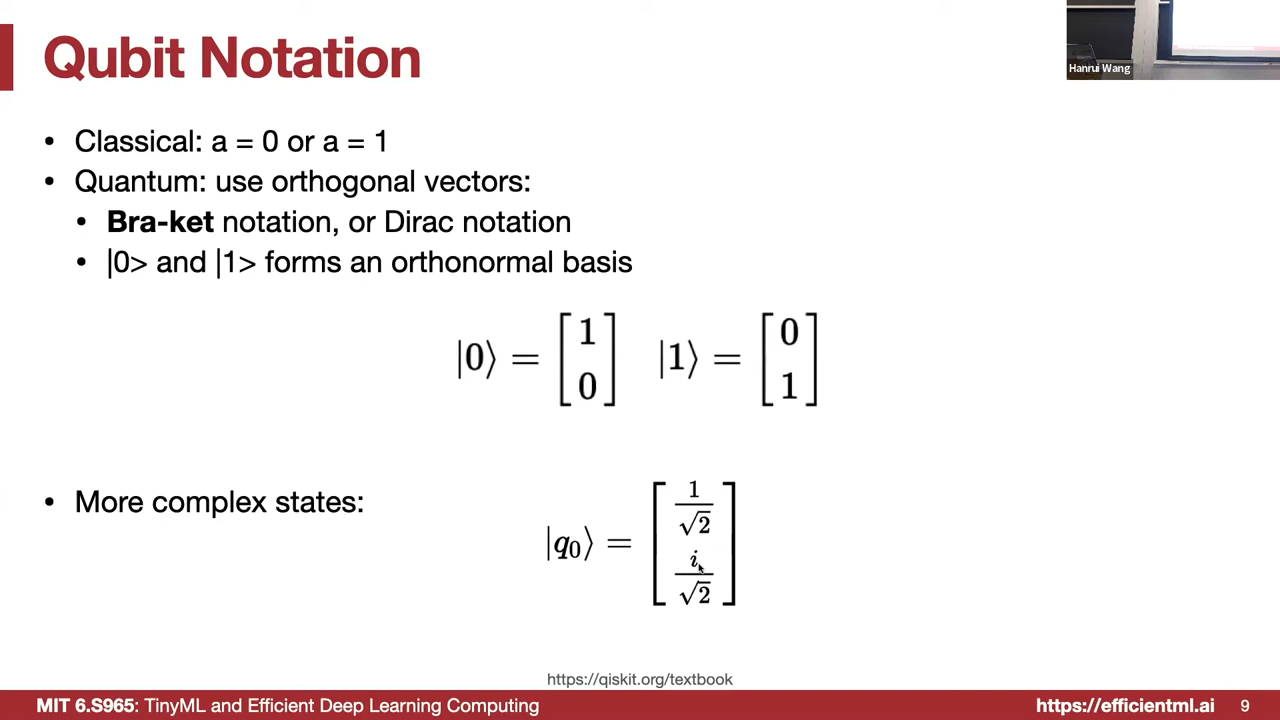 Qubit Notation
Hanrui Wang
• Classical: a = 0 or a = 1
• Quantum: use orthogonal vectors:
• Bra-ket notation, or Dirac notation
• |0> and |1> forms an orthonormal basis
|0⟩ = [1 0] |1⟩ = [0 1]
• More complex states:
|q₀⟩ = [1/√2 i/√2]
https://qiskit.org/textbook
MIT 6.S965: TinyML and Efficient Deep Learning Computing https://efficientml.ai 9